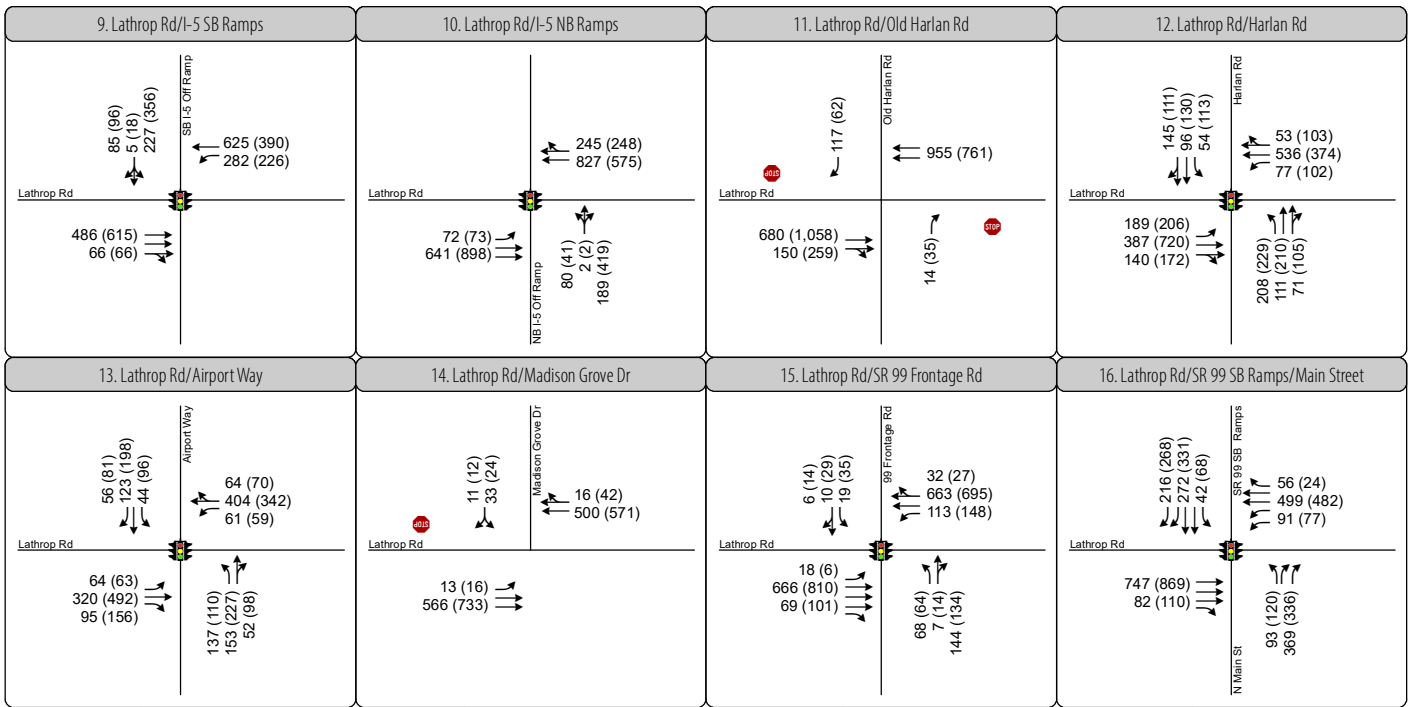 9. Lathrop Rd/I-5 SB Ramps
85 (96)
5 (18)
227 (356)
SB I-5 Off Ramp
625 (390)
282 (226)
Lathrop Rd
486 (615)
66 (66)
10. Lathrop Rd/I-5 NB Ramps
245 (248)
827 (575)
Lathrop Rd
72 (73)
641 (898)
NB I-5 Off Ramp
80 (41)
2 (2)
189 (419)
11. Lathrop Rd/Old Harlan Rd
117 (62)
Old Harlan Rd
955 (761)
STOP
Lathrop Rd
680 (1,058)
150 (259)
14 (35)
STOP
12. Lathrop Rd/Harlan Rd
145 (111)
96 (130)
54 (113)
Harlan Rd
53 (103)
536 (374)
77 (102)
Lathrop Rd
189 (206)
387 (720)
140 (172)
208 (229)
111 (210)
71 (105)
13. Lathrop Rd/Airport Way
56 (81)
123 (198)
44 (96)
Airport Way
64 (70)
404 (342)
61 (59)
Lathrop Rd
64 (63)
320 (492)
95 (156)
137 (110)
153 (227)
52 (98)
14. Lathrop Rd/Madison Grove Dr
11 (12)
33 (24)
Madison Grove Dr
16 (42)
500 (571)
STOP
Lathrop Rd
13 (16)
566 (733)
15. Lathrop Rd/SR 99 Frontage Rd
6 (14)
10 (29)
19 (35)
99 Frontage Rd
32 (27)
663 (695)
113 (148)
Lathrop Rd
18 (6)
666 (810)
69 (101)
68 (64)
7 (14)
144 (134)
16. Lathrop Rd/SR 99 SB Ramps/Main Street
216 (268)
272 (331)
42 (68)
SR 99 SB Ramps
56 (24)
499 (482)
91 (77)
Lathrop Rd
747 (869)
82 (110)
N Main St
93 (120)
369 (336)